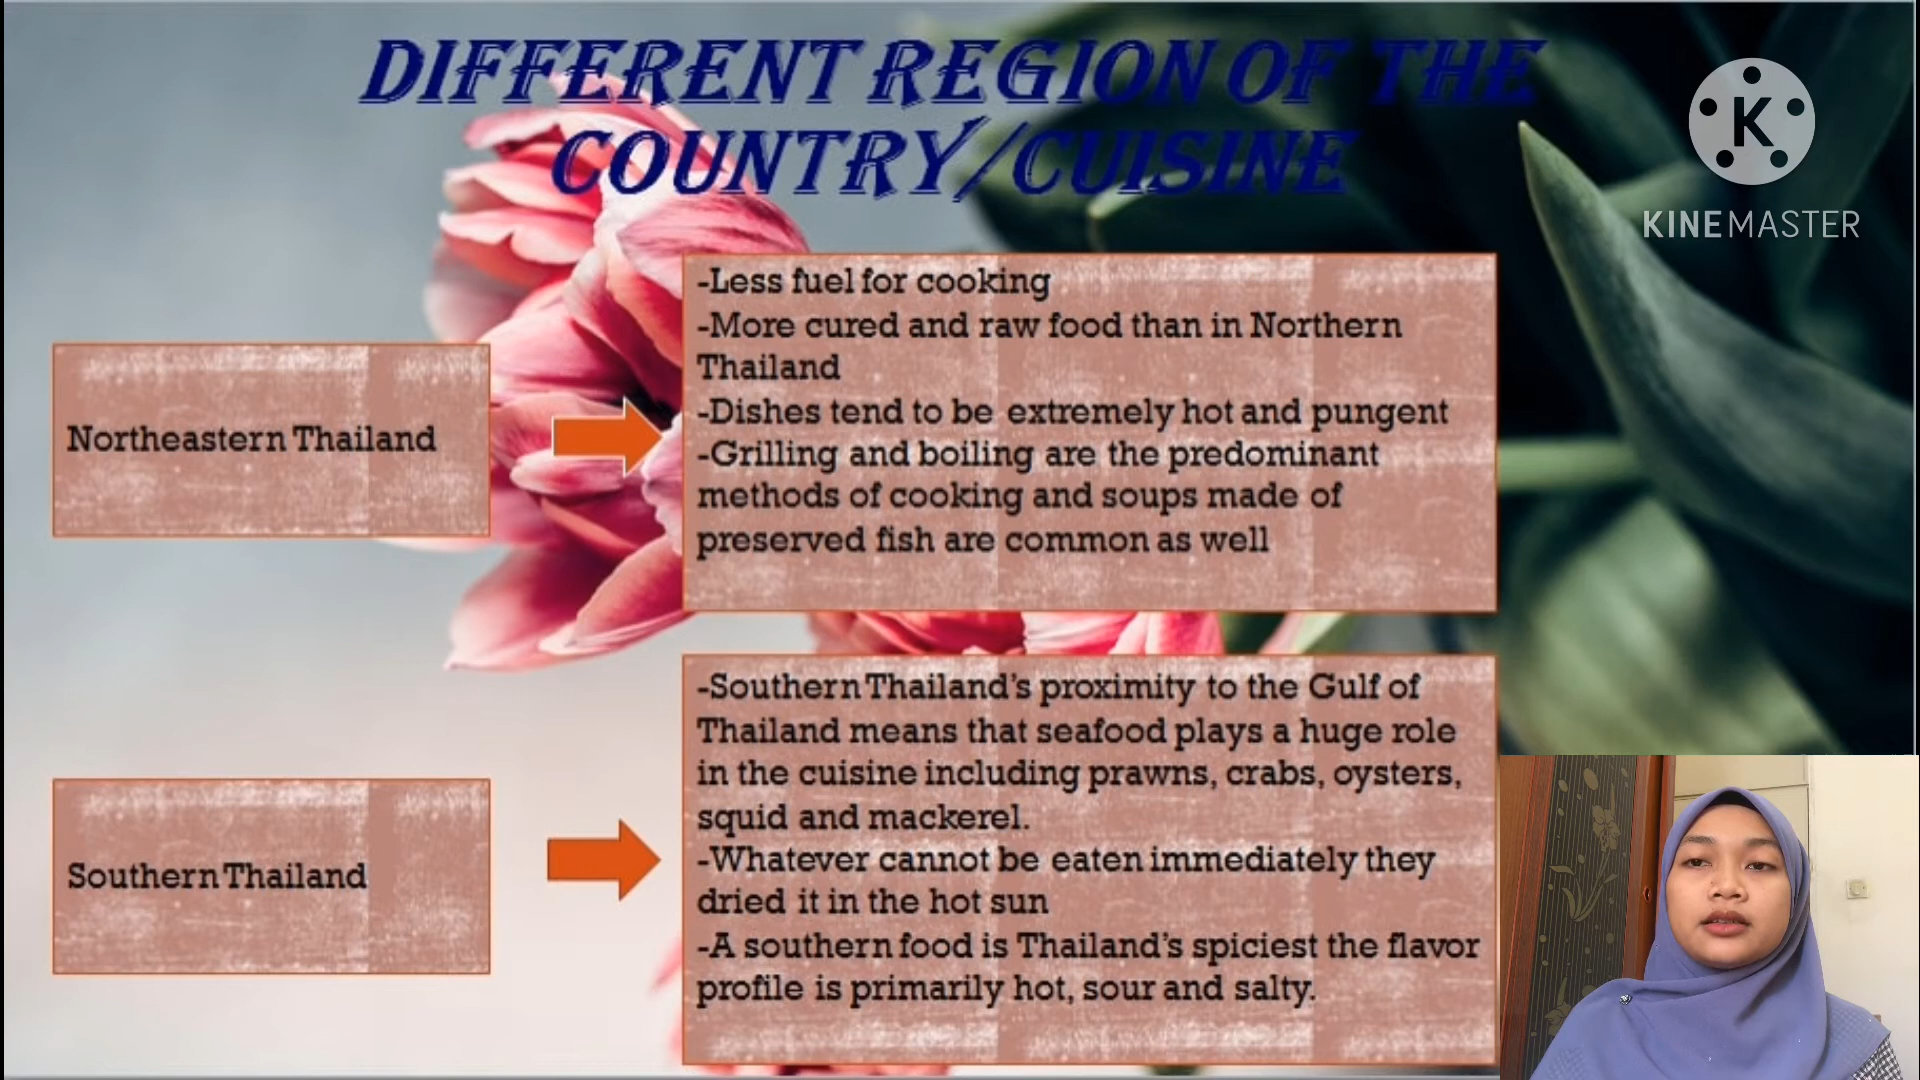 DIFFERENT REGION OF THE
COUNTRY/CUISINE
K
KINEMASTER
Northeastern Thailand
-Less fuel for cooking
-More cured and raw food than in Northern
Thailand
-Dishes tend to be extremely hot and pungent
-Grilling and boiling are the predominant
methods of cooking and soups made of
preserved fish are common as well
Southern Thailand
-Southern Thailand's proximity to the Gulf of
Thailand means that seafood plays a huge role
in the cuisine including prawns, crabs, oysters,
squid and mackerel.
-Whatever cannot be eaten immediately they
dried it in the hot sun
-A southern food is Thailand's spiciest the flavor
profile is primarily hot, sour and salty.